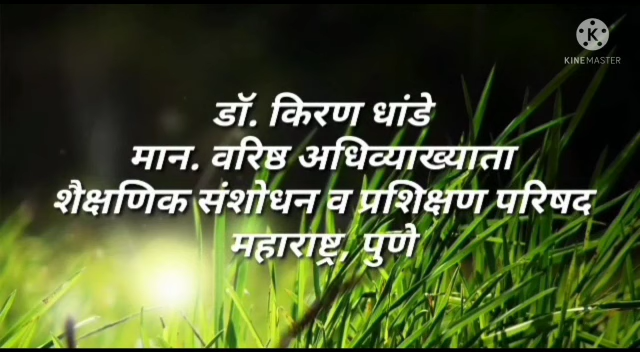 K
KINEMASTER
डॉ. किरण धांडे
मान. वरिष्ठ अधिव्याख्याता
शैक्षणिक संशोधन व प्रशिक्षण परिषद
महाराष्ट्र, पुणे